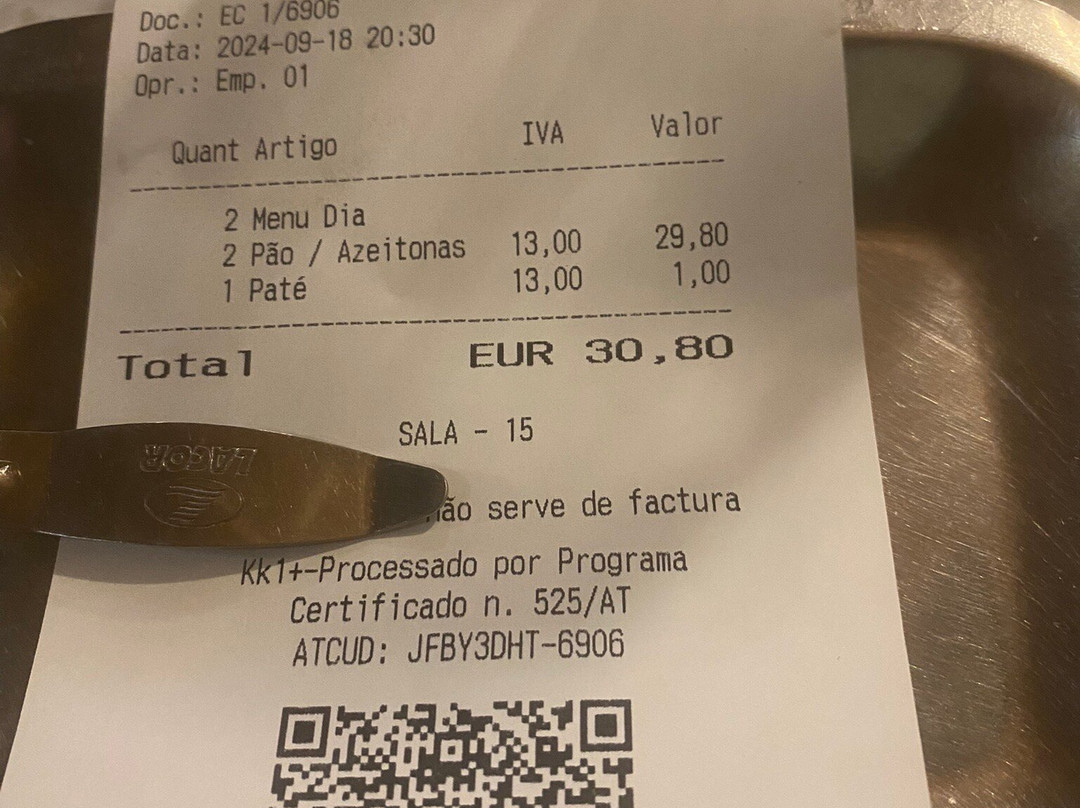 Doc.: EC 1/6906
Data: 2024-09-18 20:30
Opr.: Emp. 01
Quant Artigo IVA Valor
2 Menu Dia
2 Pão / Azeitonas 13,00 29,80
1 Paté 13,00 1,00
Total EUR 30,80
SALA - 15
LACOR
não serve de factura
Kk1+-Processado por Programa
Certificado n. 525/AT
ATCUD: JFBY3DHT-6906